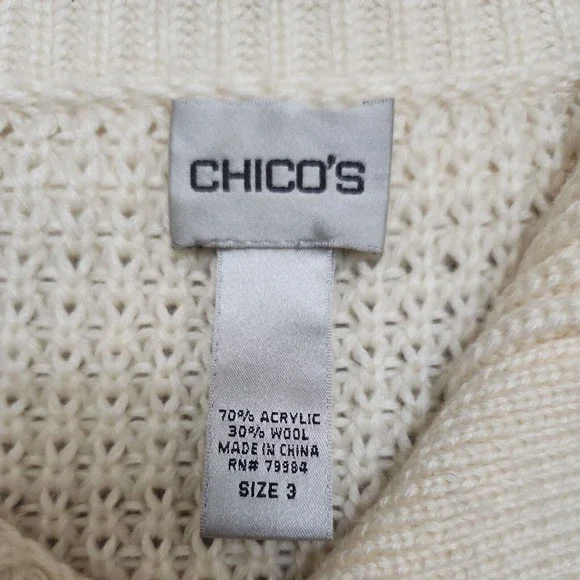 CHICO'S
70% ACRYLIC
30% WOOL
MADE IN CHINA
RN# 79984
SIZE 3